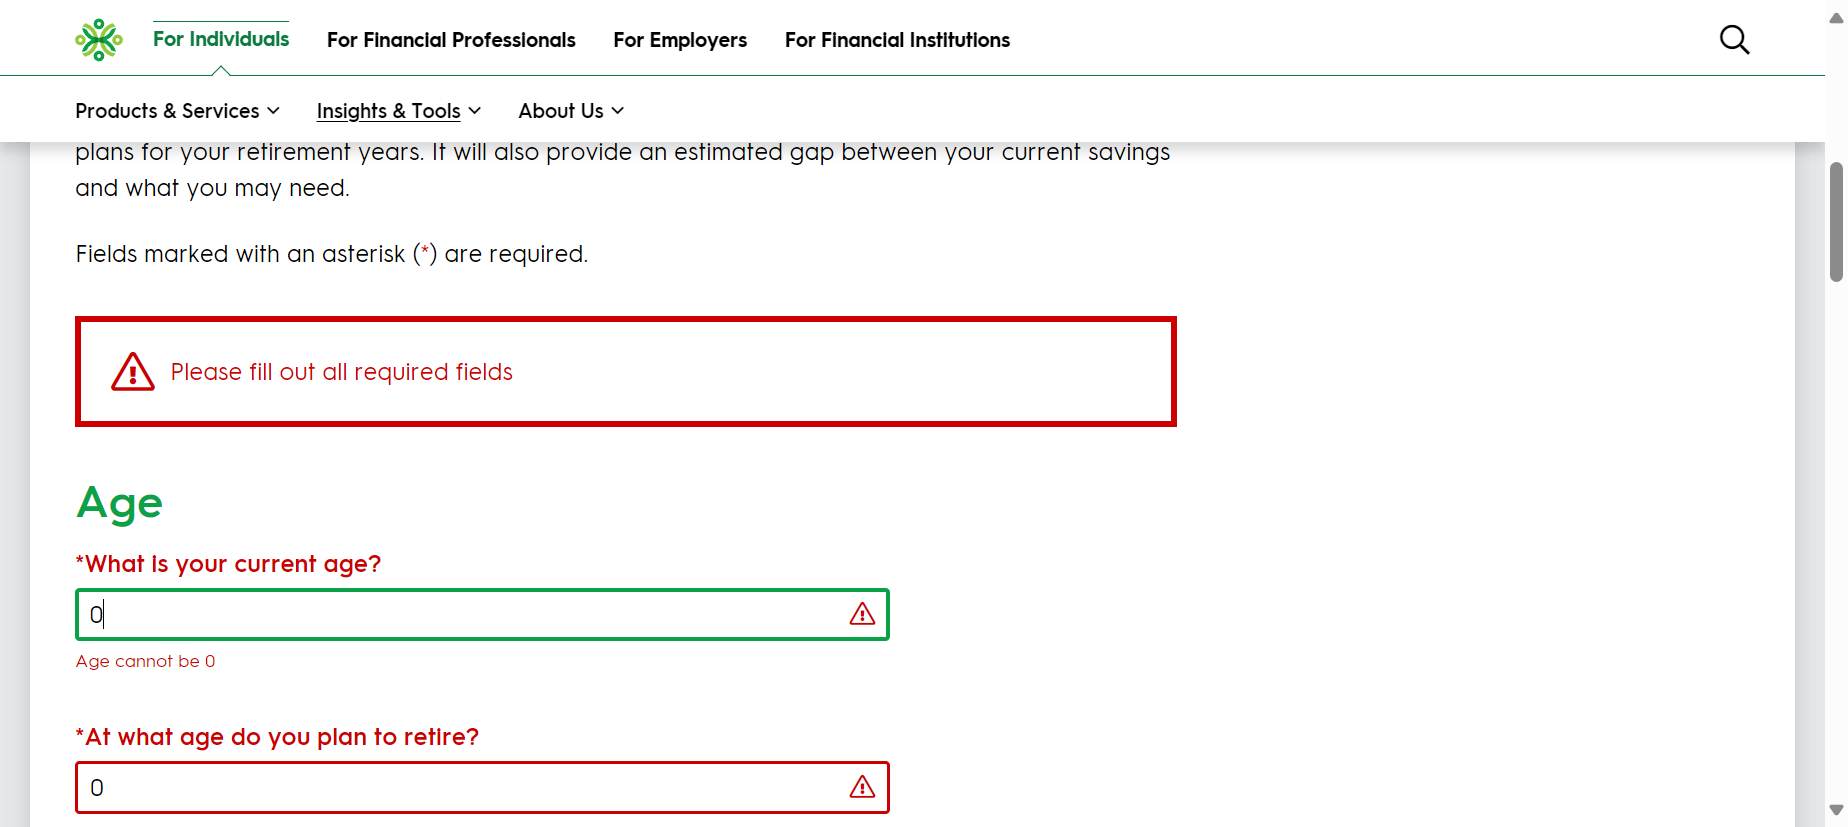 For Individuals For Financial Professionals For Employers For Financial Institutions
Products & Services Insights & Tools About Us
plans for your retirement years. It will also provide an estimated gap between your current savings
and what you may need.
Fields marked with an asterisk (*) are required.
Please fill out all required fields
Age
*What is your current age?
0
Age cannot be 0
*At what age do you plan to retire?
0